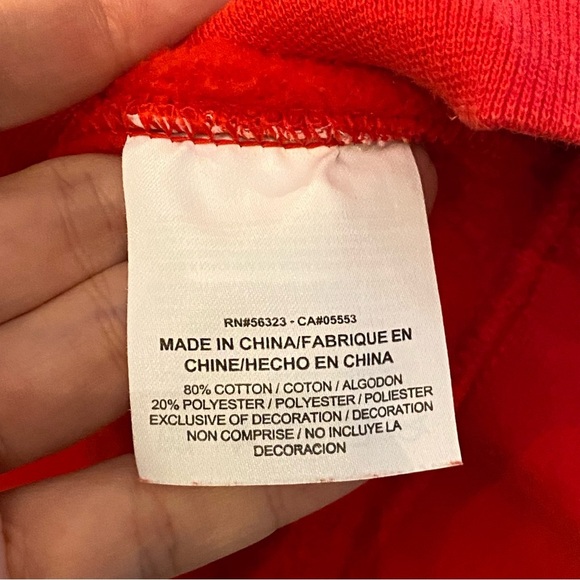 RN#56323 - CA#05553
MADE IN CHINA/FABRIQUE EN
CHINE/HECHO EN CHINA
80% COTTON / COTON / ALGODON
20% POLYESTER / POLYESTER / POLIESTER
EXCLUSIVE OF DECORATION / DECORATION
NON COMPRISE / NO INCLUYE LA
DECORACION